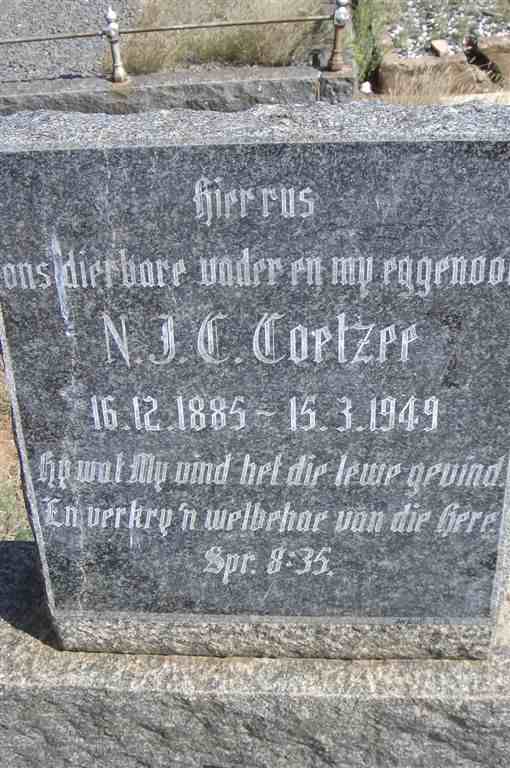 Hier rus
ons dierbare vader en my eggenoot
N. J. C. Coetzee
16.12.1885 ~ 15.3.1949
Hy wat My vind het die lewe gevind
En verkry 'n welbehae van die Here
Spr. 8:35.